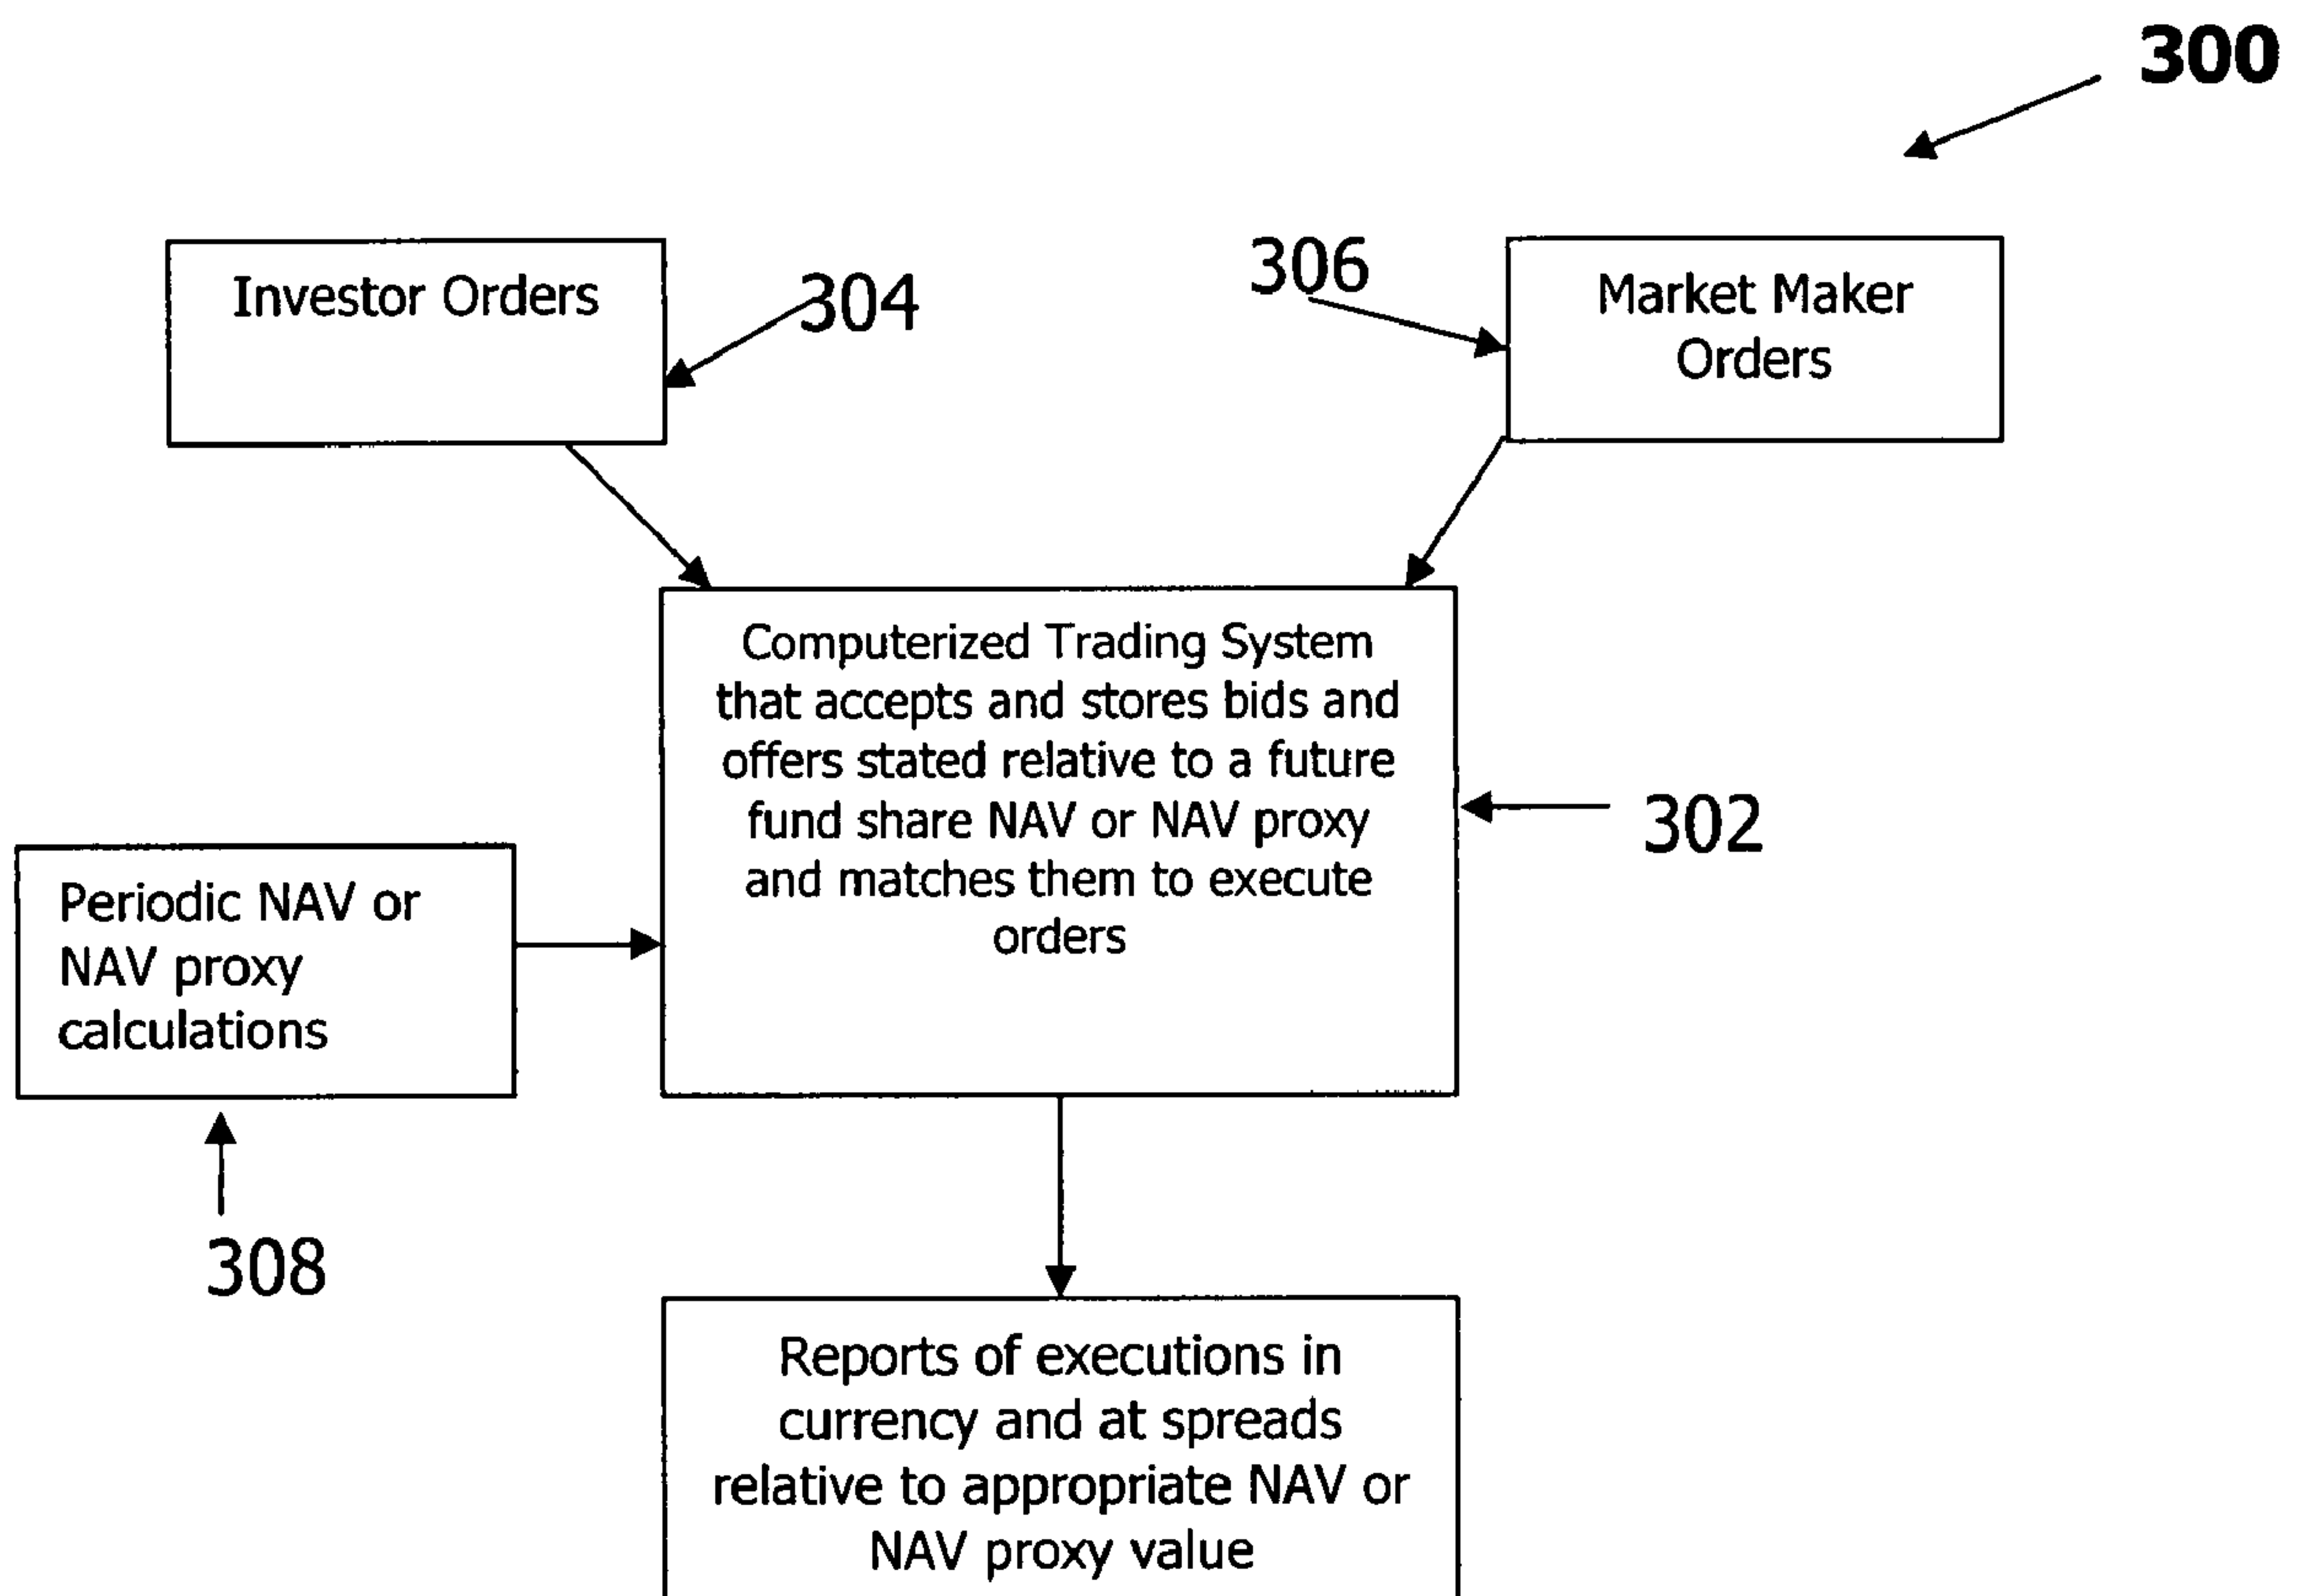 300
Investor Orders
304
306
Market Maker
Orders
Computerized Trading System
that accepts and stores bids and
offers stated relative to a future
fund share NAV or NAV proxy
and matches them to execute
orders
302
Periodic NAV or
NAV proxy
calculations
308
Reports of executions in
currency and at spreads
relative to appropriate NAV or
NAV proxy value